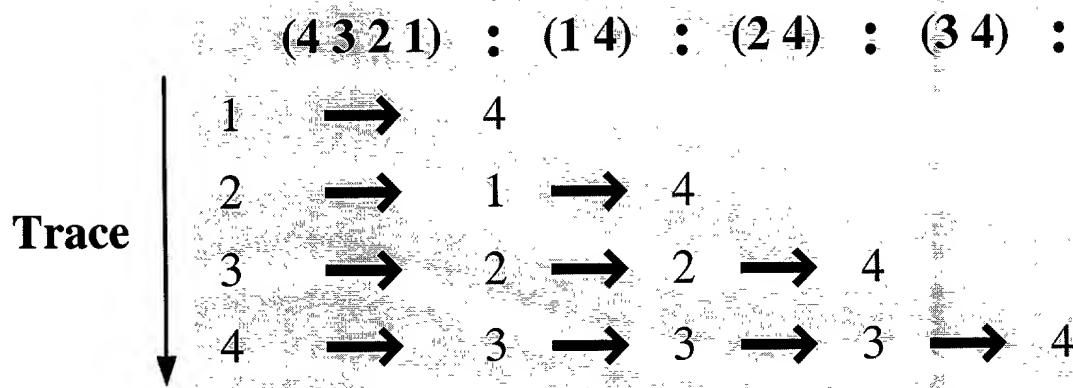 (4 3 2 1) : (1 4) : (2 4) : (3 4) :
1 → 4
2 → 1 → 4
Trace
3 → 2 → 2 → 4
4 → 3 → 3 → 3 → 4